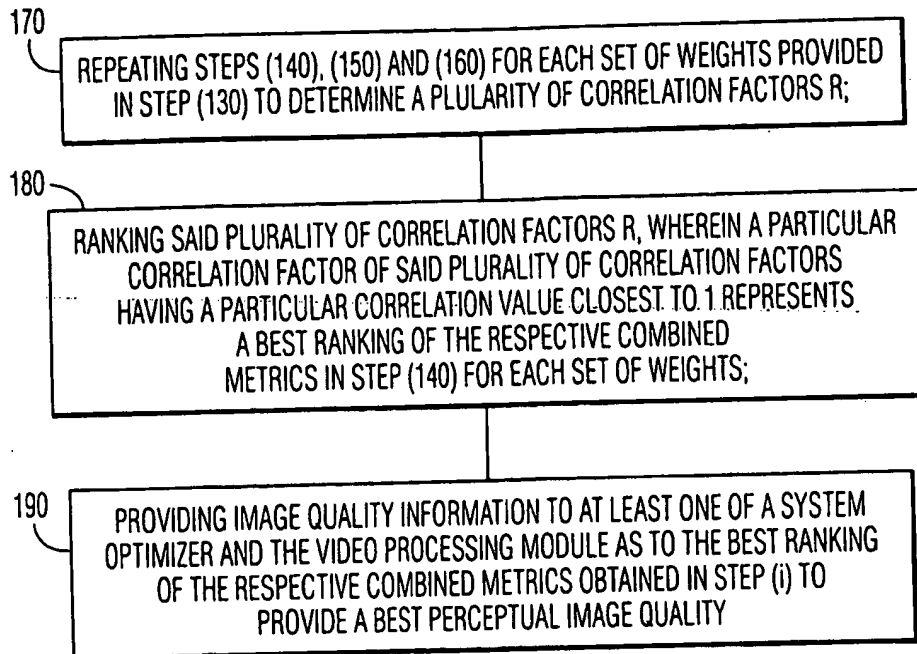 170
REPEATING STEPS (140), (150) AND (160) FOR EACH SET OF WEIGHTS PROVIDED
IN STEP (130) TO DETERMINE A PLULARITY OF CORRELATION FACTORS R;
180
RANKING SAID PLURALITY OF CORRELATION FACTORS R, WHEREIN A PARTICULAR
CORRELATION FACTOR OF SAID PLURALITY OF CORRELATION FACTORS
HAVING A PARTICULAR CORRELATION VALUE CLOSEST TO 1 REPRESENTS
A BEST RANKING OF THE RESPECTIVE COMBINED
METRICS IN STEP (140) FOR EACH SET OF WEIGHTS;
190
PROVIDING IMAGE QUALITY INFORMATION TO AT LEAST ONE OF A SYSTEM
OPTIMIZER AND THE VIDEO PROCESSING MODULE AS TO THE BEST RANKING
OF THE RESPECTIVE COMBINED METRICS OBTAINED IN STEP (i) TO
PROVIDE A BEST PERCEPTUAL IMAGE QUALITY